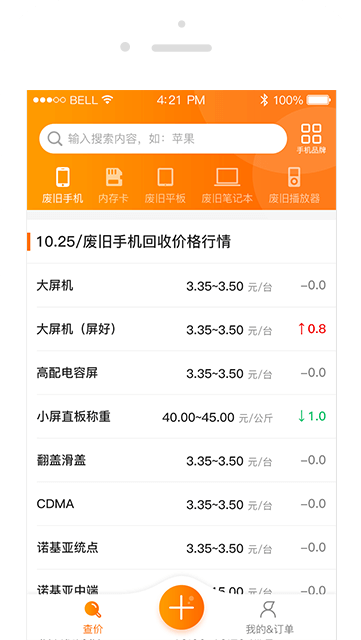 BELL 4:21 PM 100%
输入搜索内容，如：苹果
手机品牌
废旧手机 内存卡 废旧平板 废旧笔记本 废旧播放器
10.25/废旧手机回收价格行情
大屏机 3.35~3.50 元/台 -0.0
大屏机（屏好） 3.35~3.50 元/台 ↑0.8
高配电容屏 3.35~3.50 元/台 -0.0
小屏直板称重 40.00~45.00 元/公斤 ↓1.0
翻盖滑盖 3.35~3.50 元/台 -0.0
CDMA 3.35~3.50 元/台 -0.0
诺基亚统点 3.35~3.50 元/台 -0.0
诺基亚中端 15.00 元/台 -0.0
查价 我的&订单